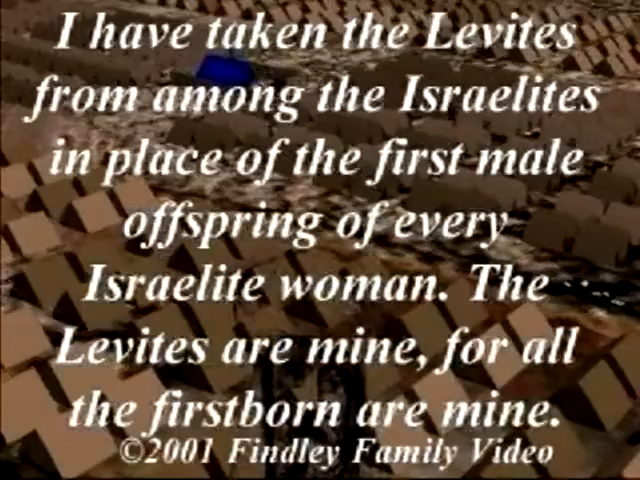 I have taken the Levites
from among the Israelites
in place of the first male
offspring of every
Israelite woman. The
Levites are mine, for all
the firstborn are mine.
©2001 Findley Family Video